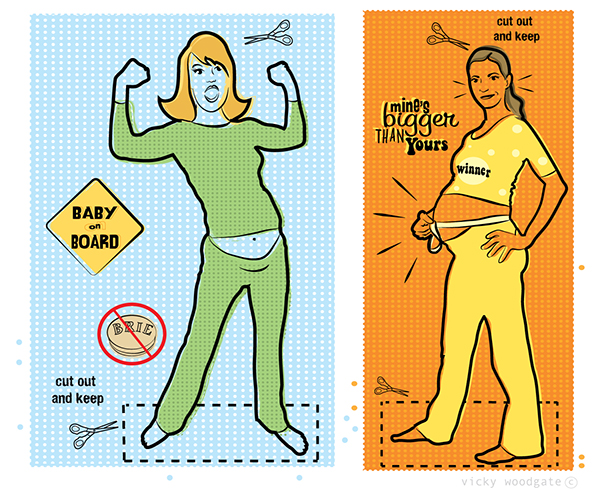 BABY
on
BOARD
BRIE
cut out
and keep
cut out
and keep
mine's
bigger
THAN
Yours
winner
vicky woodgate ©